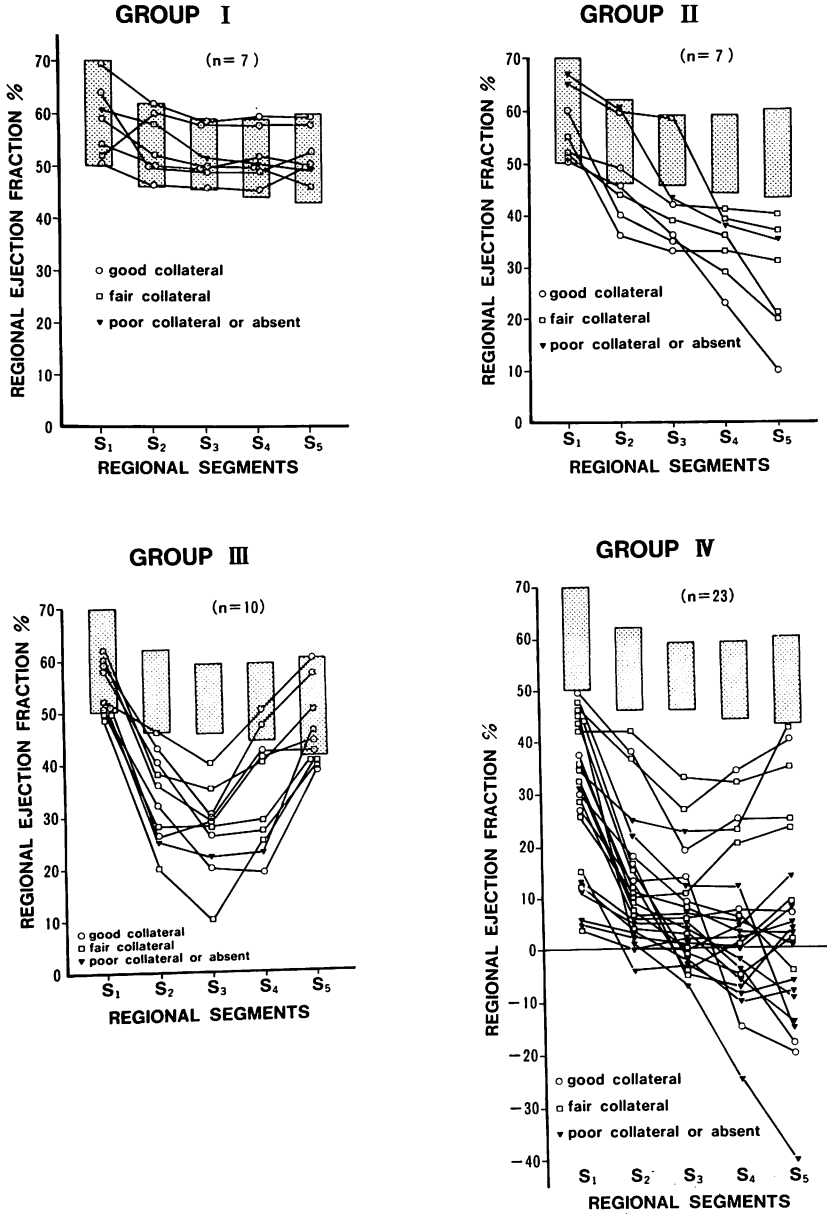 GROUP I
(n= 7)
REGIONAL EJECTION FRACTION %
70
60
50
40
30
20
10
0
good collateral
fair collateral
poor collateral or absent
S1 S2 S3 S4 S5
REGIONAL SEGMENTS
GROUP II
(n= 7)
REGIONAL EJECTION FRACTION %
70
60
50
40
30
20
10
0
good collateral
fair collateral
poor collateral or absent
S1 S2 S3 S4 S5
REGIONAL SEGMENTS
GROUP III
(n=10)
REGIONAL EJECTION FRACTION %
70
60
50
40
30
20
10
0
good collateral
fair collateral
poor collateral or absent
S1 S2 S3 S4 S5
REGIONAL SEGMENTS
GROUP IV
(n=23)
REGIONAL EJECTION FRACTION %
70
60
50
40
30
20
10
0
−10
−20
−30
−40
good collateral
fair collateral
poor collateral or absent
S1 S2 S3 S4 S5
REGIONAL SEGMENTS